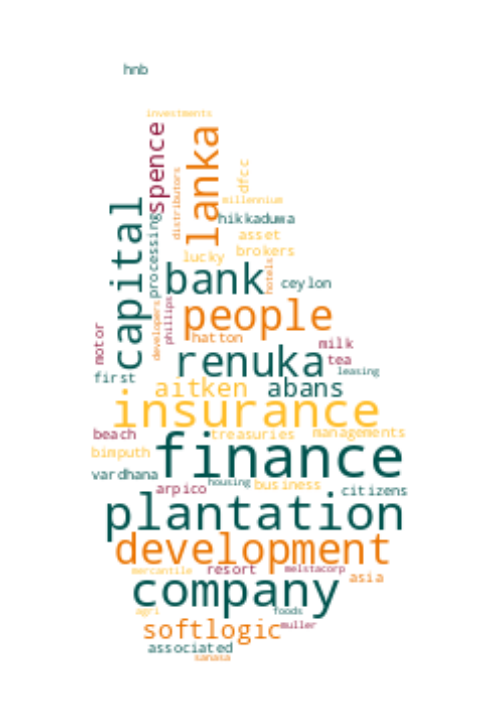 hnb
investments
spence
lanka
distributors
dfcc
millennium
capital
processing
hikkaduwa
asset
brokers
lucky
hotels
bank
ceylon
developers
phillips
people
motor
hatton
milk
renuka
tea
leasing
first
aitken
abans
insurance
beach
treasuries
managements
bimputh
finance
vardhana
housing
business
arpico
citizens
plantation
development
mercantile
resort
melstacorp
asia
company
agri
foods
softlogic
muller
associated
sanasa